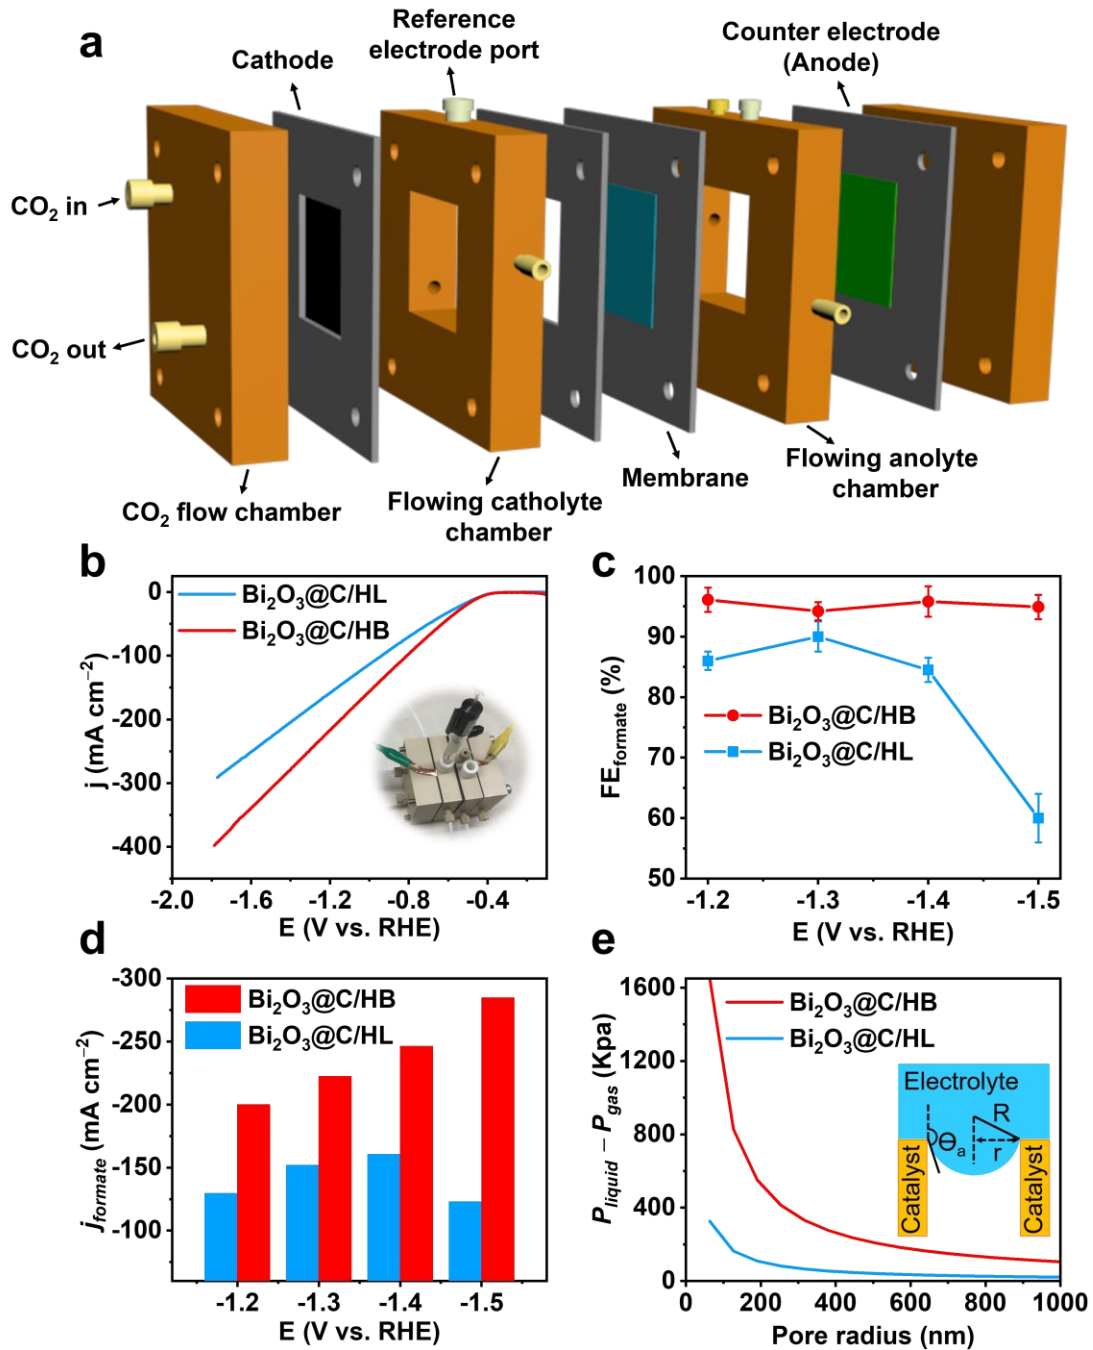 a
Reference
electrode port
Counter electrode
(Anode)
Cathode
CO₂ in
CO₂ out
Membrane
Flowing anolyte
chamber
CO₂ flow chamber
Flowing catholyte
chamber
b
Bi₂O₃@C/HL
Bi₂O₃@C/HB
0
-100
-200
-300
-400
j (mA cm⁻²)
-2.0 -1.6 -1.2 -0.8 -0.4
E (V vs. RHE)
c
100
90
80
70
60
50
FE_formate (%)
Bi₂O₃@C/HB
Bi₂O₃@C/HL
-1.2 -1.3 -1.4 -1.5
E (V vs. RHE)
d
-300
-250
-200
-150
-100
j_formate (mA cm⁻²)
Bi₂O₃@C/HB
Bi₂O₃@C/HL
-1.2 -1.3 -1.4 -1.5
E (V vs. RHE)
e
1600
1200
800
400
0
P_liquid – P_gas (Kpa)
Bi₂O₃@C/HB
Bi₂O₃@C/HL
Electrolyte
R
Θₐ
r
Catalyst
Catalyst
0 200 400 600 800 1000
Pore radius (nm)